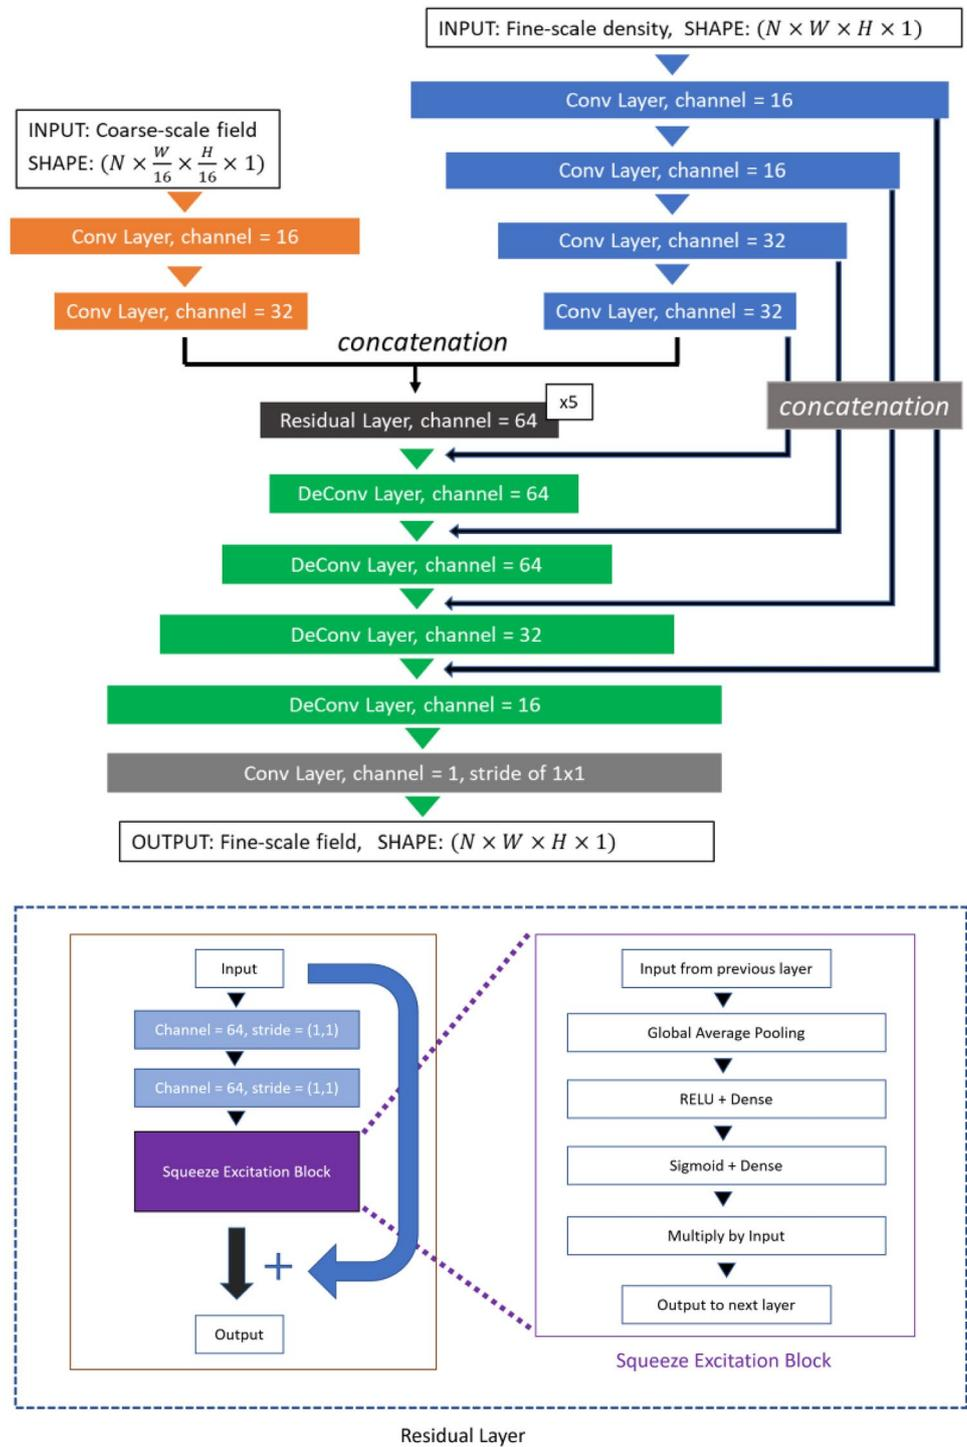 INPUT: Fine-scale density, SHAPE: (N × W × H × 1)
Conv Layer, channel = 16
Conv Layer, channel = 16
Conv Layer, channel = 32
Conv Layer, channel = 32
INPUT: Coarse-scale field
SHAPE: (N × W/16 × H/16 × 1)
Conv Layer, channel = 16
Conv Layer, channel = 32
concatenation
concatenation
x5
Residual Layer, channel = 64
DeConv Layer, channel = 64
DeConv Layer, channel = 64
DeConv Layer, channel = 32
DeConv Layer, channel = 16
Conv Layer, channel = 1, stride of 1x1
OUTPUT: Fine-scale field, SHAPE: (N × W × H × 1)
Input
Channel = 64, stride = (1,1)
Channel = 64, stride = (1,1)
Squeeze Excitation Block
+
Output
Input from previous layer
Global Average Pooling
RELU + Dense
Sigmoid + Dense
Multiply by Input
Output to next layer
Squeeze Excitation Block
Residual Layer